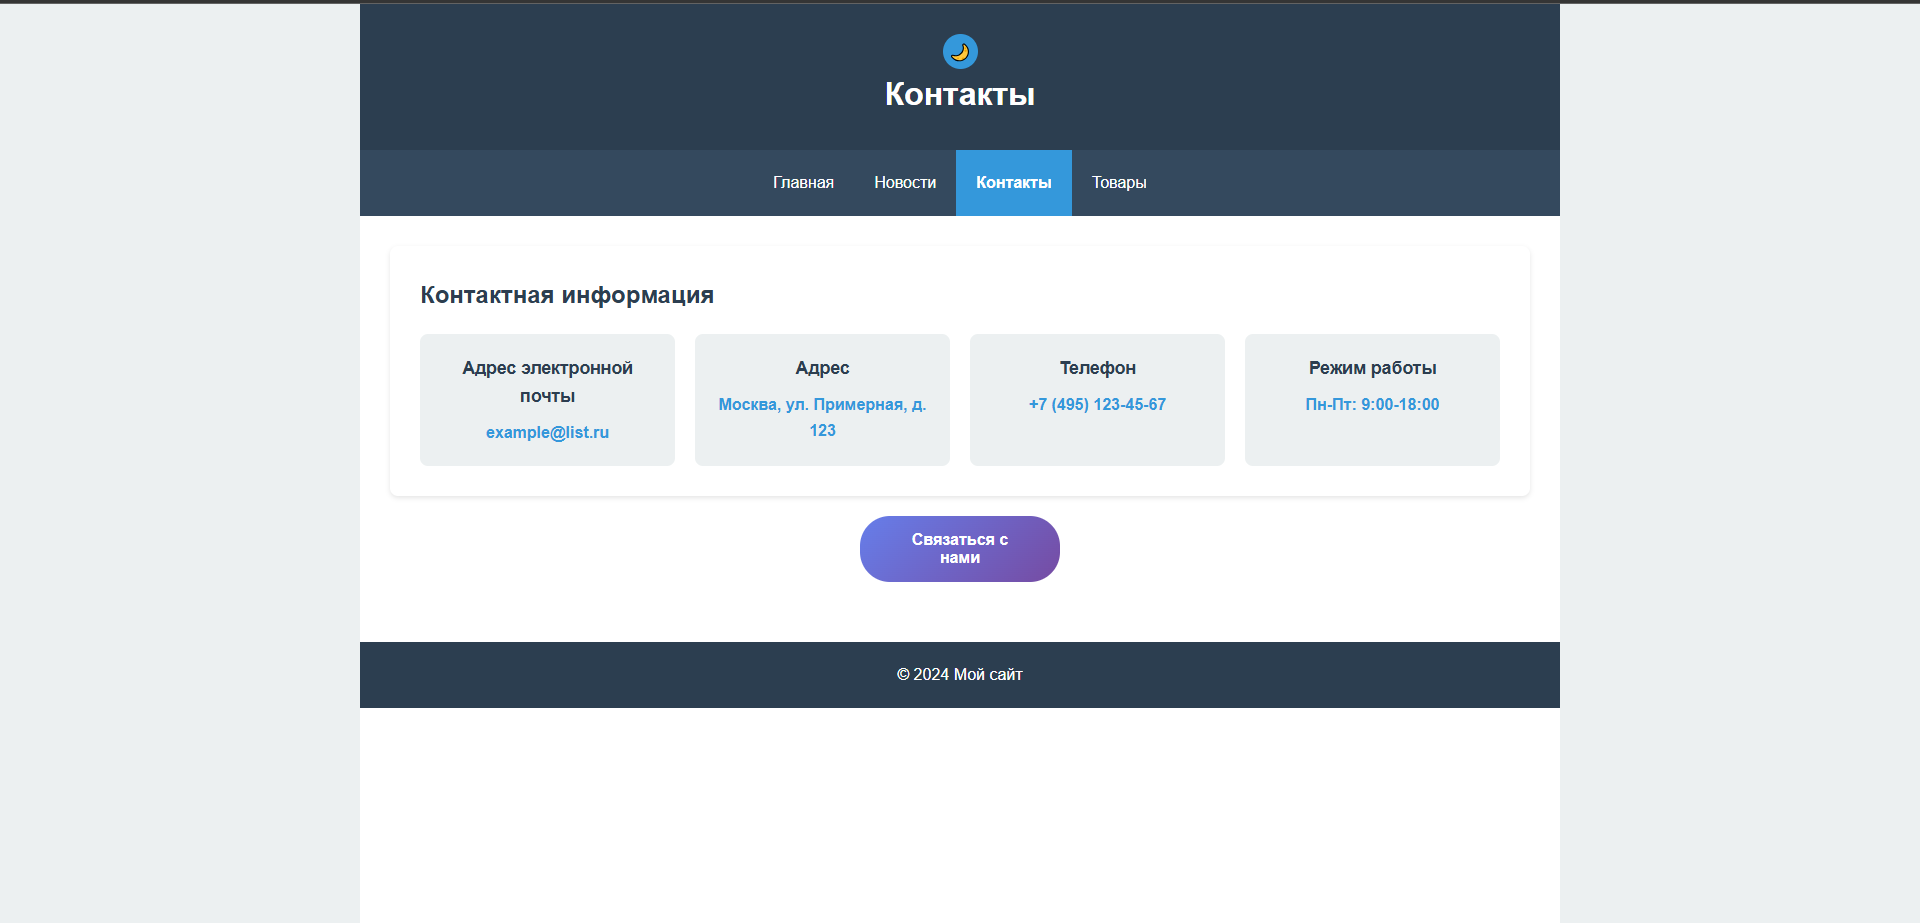 Контакты
Главная
Новости
Контакты
Товары
Контактная информация
Адрес электронной
почты
example@list.ru
Адрес
Москва, ул. Примерная, д.
123
Телефон
+7 (495) 123-45-67
Режим работы
Пн-Пт: 9:00-18:00
Связаться с
нами
© 2024 Мой сайт